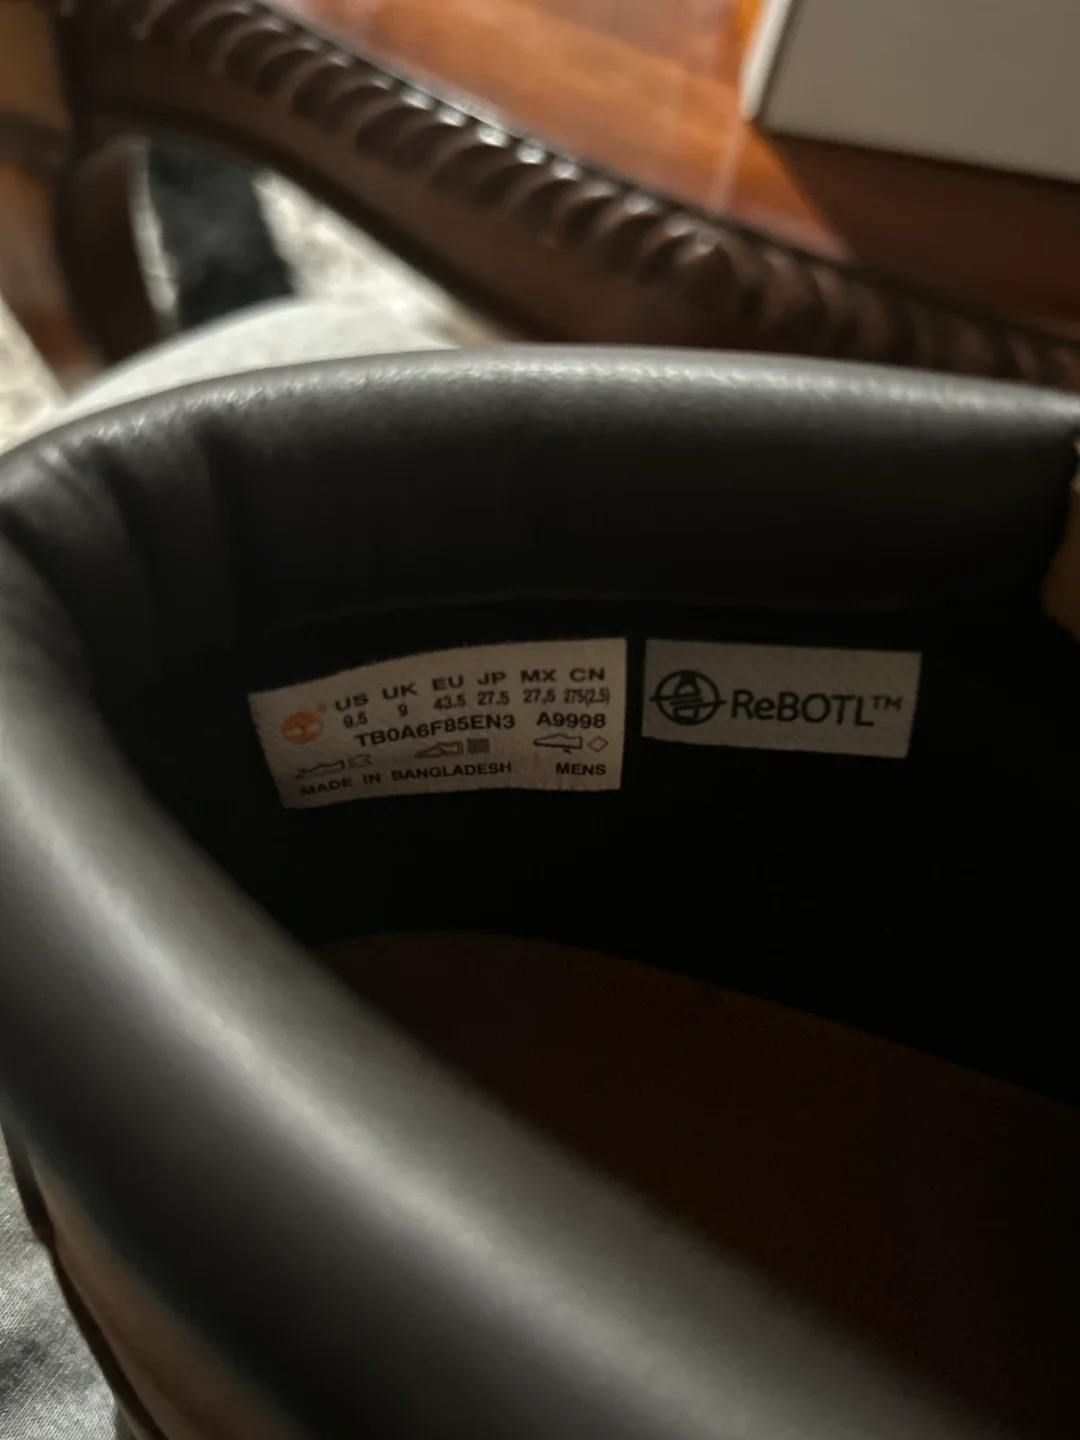 US UK EU JP MX CN
9.5 9 43.5 27.5 27,5 275(2.5)
TB0A6F85EN3 A9998
MADE IN BANGLADESH MENS
ReBOTL™